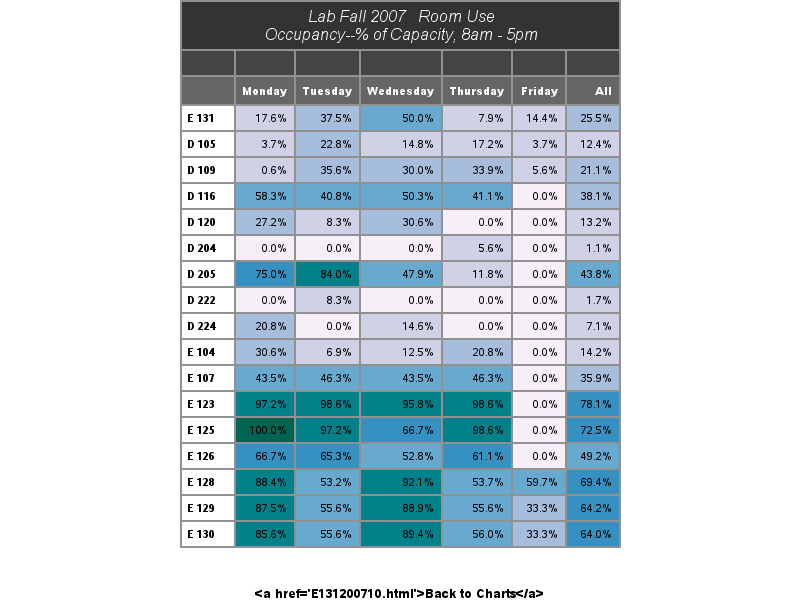 Lab Fall 2007 Room Use
Occupancy--% of Capacity, 8am - 5pm
Monday Tuesday Wednesday Thursday Friday All
E 131 17.6% 37.5% 50.0% 7.9% 14.4% 25.5%
D 105 3.7% 22.8% 14.8% 17.2% 3.7% 12.4%
D 109 0.6% 35.6% 30.0% 33.9% 5.6% 21.1%
D 116 58.3% 40.8% 50.3% 41.1% 0.0% 38.1%
D 120 27.2% 8.3% 30.6% 0.0% 0.0% 13.2%
D 204 0.0% 0.0% 0.0% 5.6% 0.0% 1.1%
D 205 75.0% 84.0% 47.9% 11.8% 0.0% 43.8%
D 222 0.0% 8.3% 0.0% 0.0% 0.0% 1.7%
D 224 20.8% 0.0% 14.6% 0.0% 0.0% 7.1%
E 104 30.6% 6.9% 12.5% 20.8% 0.0% 14.2%
E 107 43.5% 46.3% 43.5% 46.3% 0.0% 35.9%
E 123 97.2% 98.6% 95.8% 98.6% 0.0% 78.1%
E 125 100.0% 97.2% 66.7% 98.6% 0.0% 72.5%
E 126 66.7% 65.3% 52.8% 61.1% 0.0% 49.2%
E 128 88.4% 53.2% 92.1% 53.7% 59.7% 69.4%
E 129 87.5% 55.6% 88.9% 55.6% 33.3% 64.2%
E 130 85.6% 55.6% 89.4% 56.0% 33.3% 64.0%
<a href='E131200710.html'>Back to Charts</a>